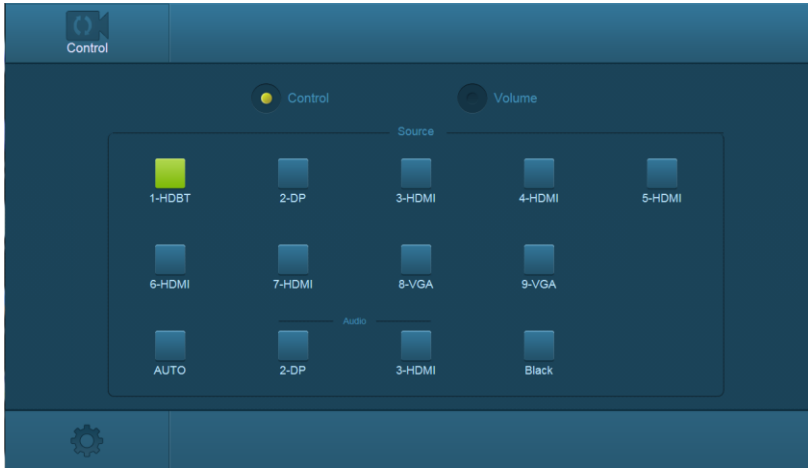 Control
Control Volume
Source
1-HDBT 2-DP 3-HDMI 4-HDMI 5-HDMI
6-HDMI 7-HDMI 8-VGA 9-VGA
Audio
AUTO 2-DP 3-HDMI Black